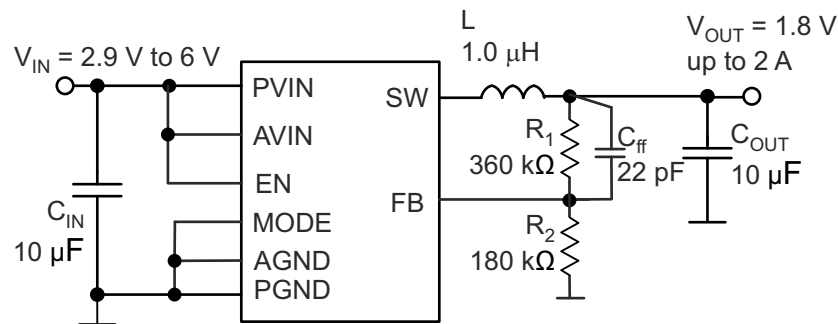 V_IN = 2.9 V to 6 V
PVIN
AVIN
EN
MODE
AGND
PGND
SW
FB
C_IN
10 μF
L
1.0 μH
R_1
360 kΩ
C_ff
22 pF
R_2
180 kΩ
V_OUT = 1.8 V
up to 2 A
C_OUT
10 μF